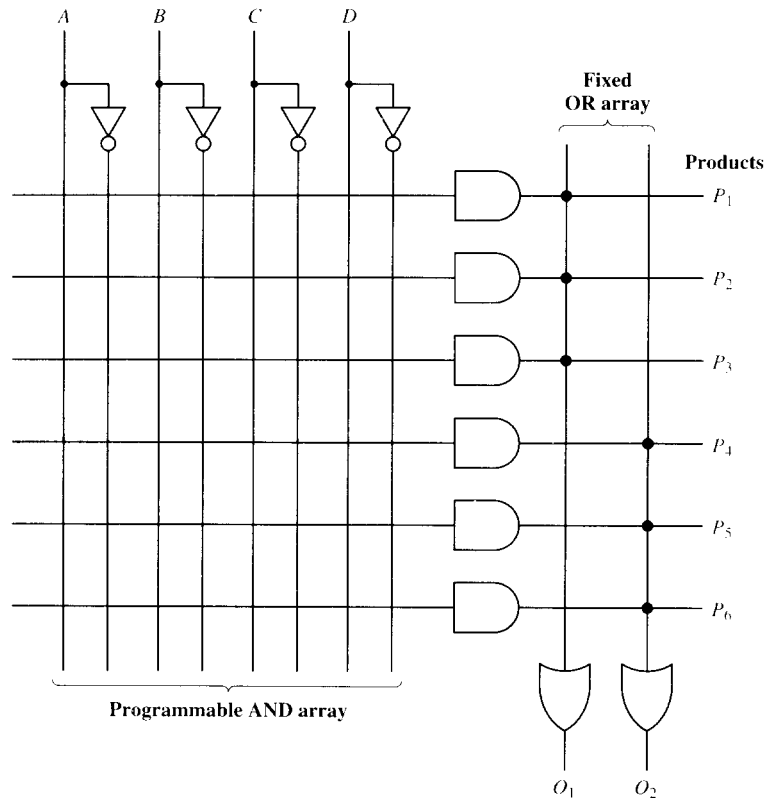 A B C D
Fixed
OR array
Products
P1
P2
P3
P4
P5
P6
Programmable AND array
O1 O2